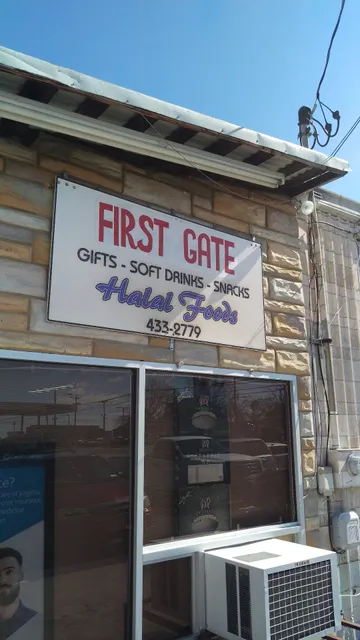 FIRST GATE
GIFTS - SOFT DRINKS - SNACKS
Halal Foods
433-2779